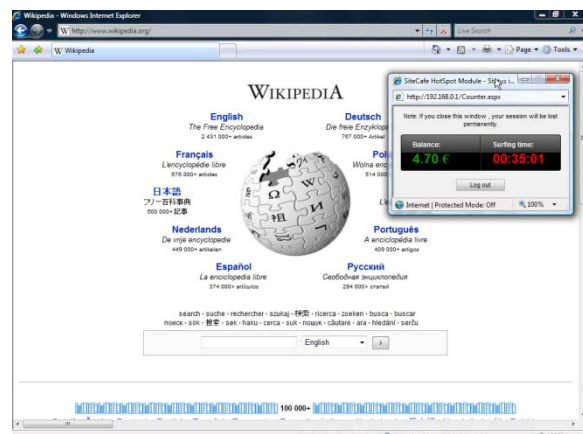 Wikipedia - Windows Internet Explorer
http://www.wikipedia.org/
Live Search
Wikipedia
Page
Tools
WIKIPEDIA
English
The Free Encyclopedia
2 431 000+ articles
Deutsch
Die freie Enzyklop
767 000+ Artikel
Français
L'encyclopédie libre
676 000+ articles
Pol
Wolna enc
514 000
日本語
フリー百科事典
500 000+ 記事
Nederlands
De vrije encyclopedie
449 000+ artikelen
Português
A enciclopédia livre
409 000+ artigos
Español
La enciclopedia libre
374 000+ artículos
Русский
Свободная энциклопедия
294 000+ статей
search · suche · rechercher · szukaj · 検索 · ricerca · zoeken · busca · buscar
поиск · sök · 搜索 · søk · haku · cerca · suk · пошук · căutare · ara · hledání · serĉu
English
100 000+
SiteCafe HotSpot Module - Status i...
http://192.168.0.1/Counter.aspx
Note: If you close this window , your session will be lost
permanently.
Balance:
Surfing time:
4.70 €
00:35:01
Log out
Internet | Protected Mode: Off
100%